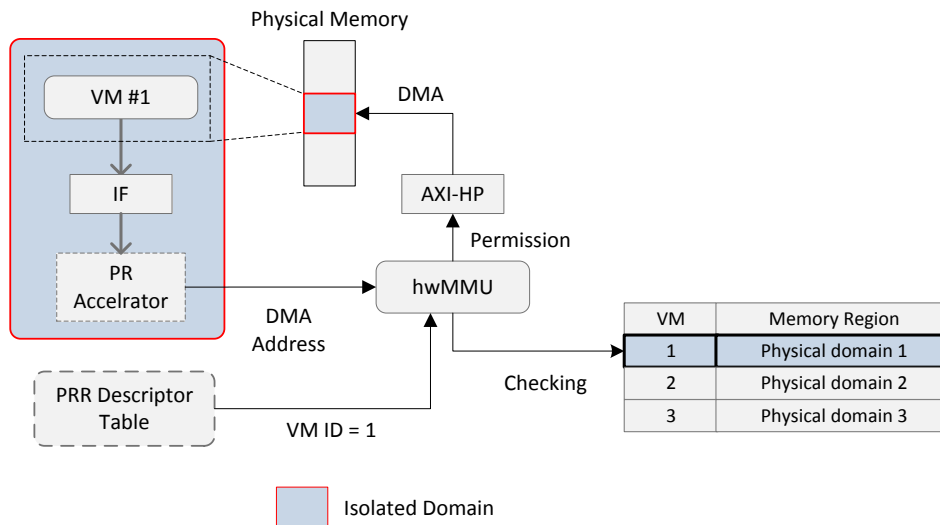 Physical Memory
VM #1
DMA
IF
AXI-HP
Permission
PR
Accelrator
hwMMU
DMA
Address
VM Memory Region
1 Physical domain 1
2 Physical domain 2
3 Physical domain 3
Checking
PRR Descriptor
Table
VM ID = 1
Isolated Domain